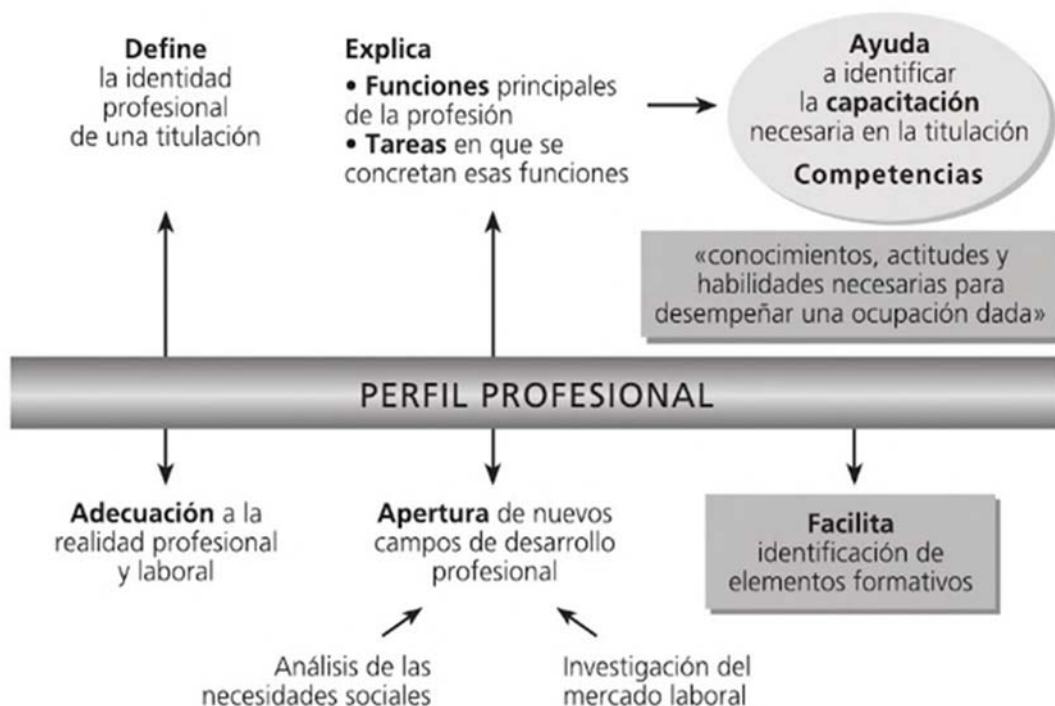 Define
la identidad
profesional
de una titulación
Explica
• Funciones principales
de la profesión
• Tareas en que se
concretan esas funciones
Ayuda
a identificar
la capacitación
necesaria en la titulación
Competencias
«conocimientos, actitudes y
habilidades necesarias para
desempeñar una ocupación dada»
PERFIL PROFESIONAL
Adecuación a la
realidad profesional
y laboral
Apertura de nuevos
campos de desarrollo
profesional
Facilita
identificación de
elementos formativos
Análisis de las
necesidades sociales
Investigación del
mercado laboral